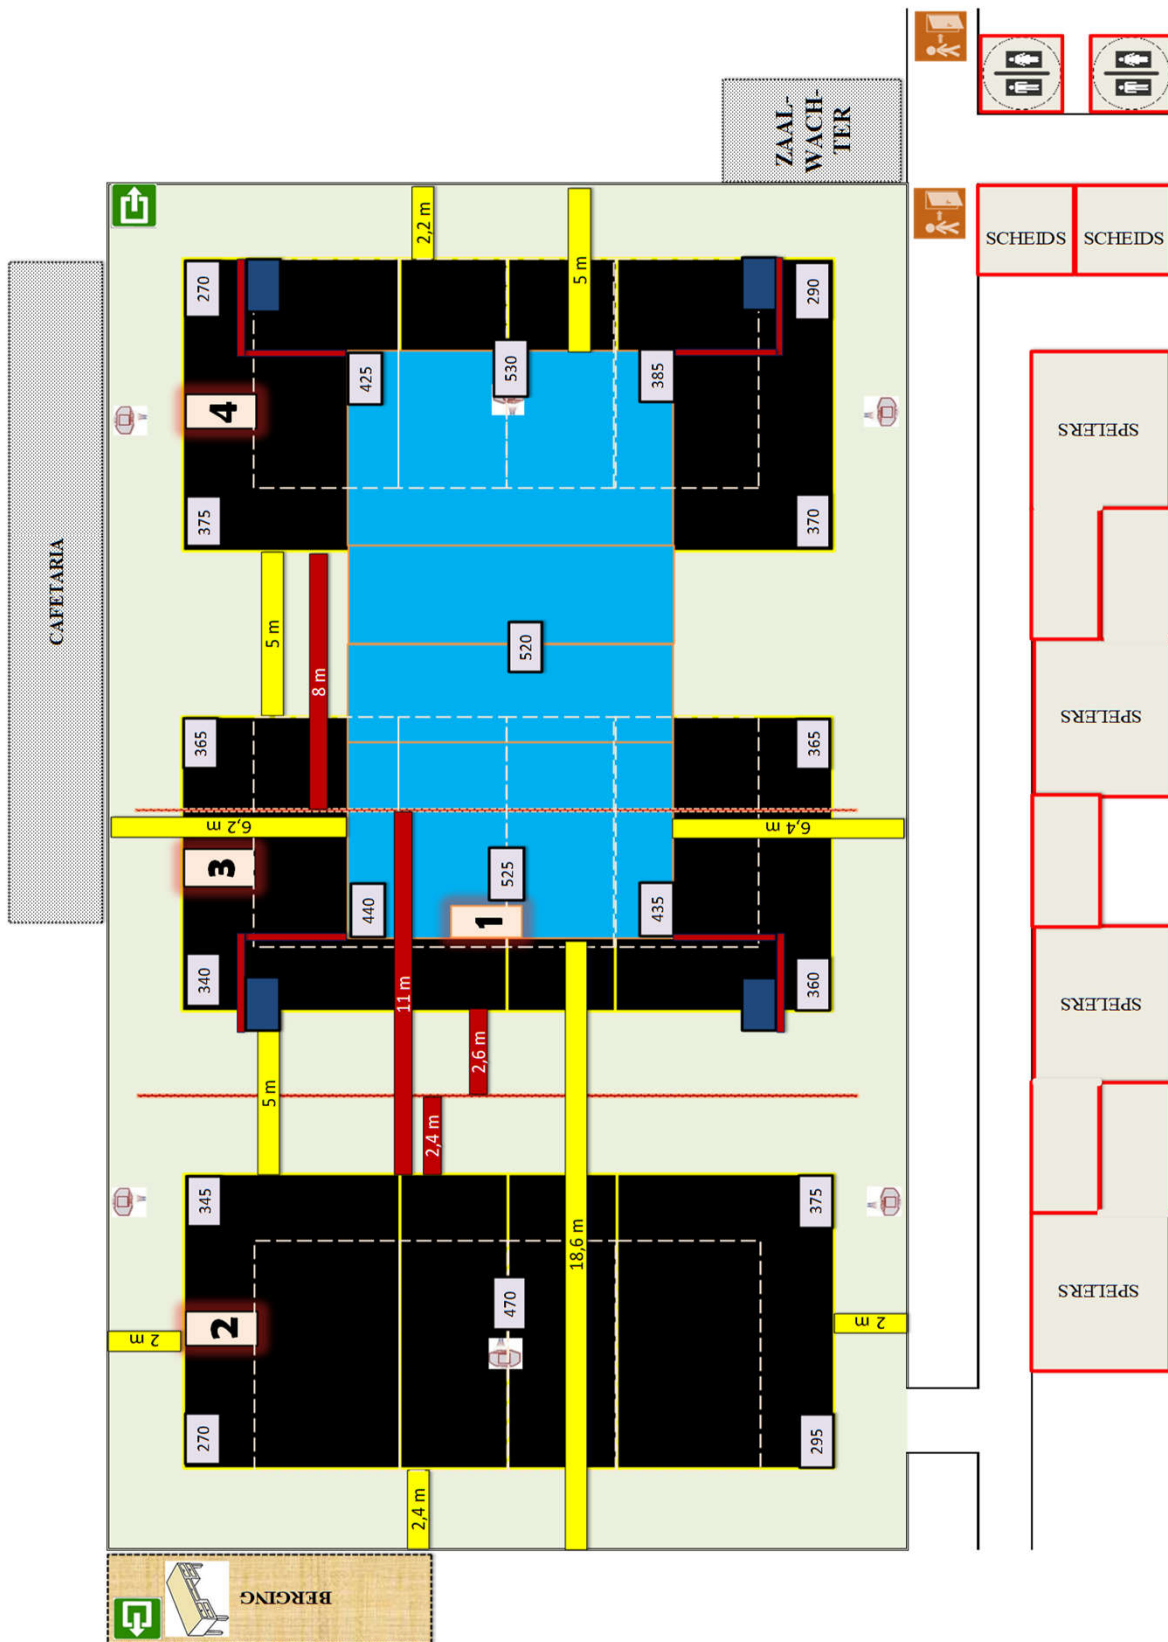 ZAAL-
WACH-
TER
CAFETARIA
2,2 m
5 m
SCHEIDS
SCHEIDS
270
290
425
530
385
4
375
370
SPELERS
5 m
8 m
520
365
365
SPELERS
6,2 m
6,4 m
3
525
440
435
1
340
360
11 m
2,6 m
SPELERS
5 m
2,4 m
345
375
18,6 m
SPELERS
470
2
2 m
2 m
270
295
2,4 m
BERGING